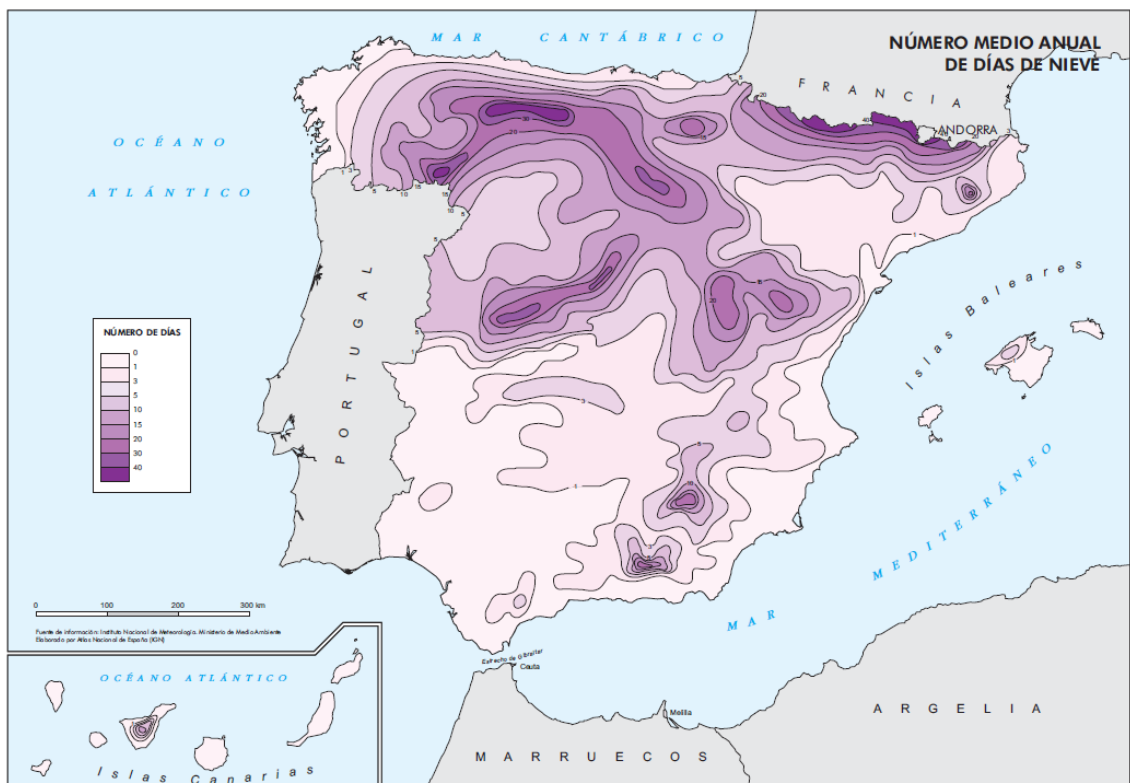 MAR CANTÁBRICO
NÚMERO MEDIO ANUAL
DE DÍAS DE NIEVE
FRANCIA
ANDORRA
OCÉANO
ATLÁNTICO
PORTUGAL
Islas Baleares
MAR MEDITERRÁNEO
NÚMERO DE DÍAS
0
1
3
5
10
15
20
30
40
0 100 200 300 km
Fuente de información: Instituto Nacional de Meteorología. Ministerio de Medio Ambiente
Elaborado por Atlas Nacional de España (IGN)
Estrecho de Gibraltar
Ceuta
Melilla
OCÉANO ATLÁNTICO
Islas Canarias
MARRUECOS
ARGELIA